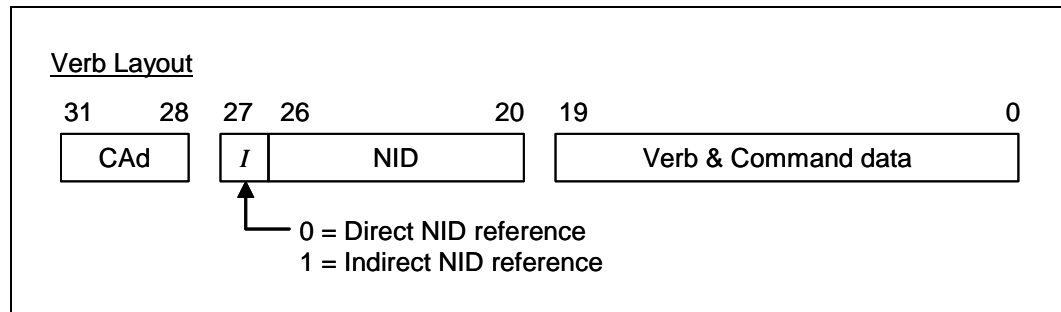 Verb Layout
31 28 27 26 20 19 0
CAd I NID Verb & Command data
0 = Direct NID reference
1 = Indirect NID reference